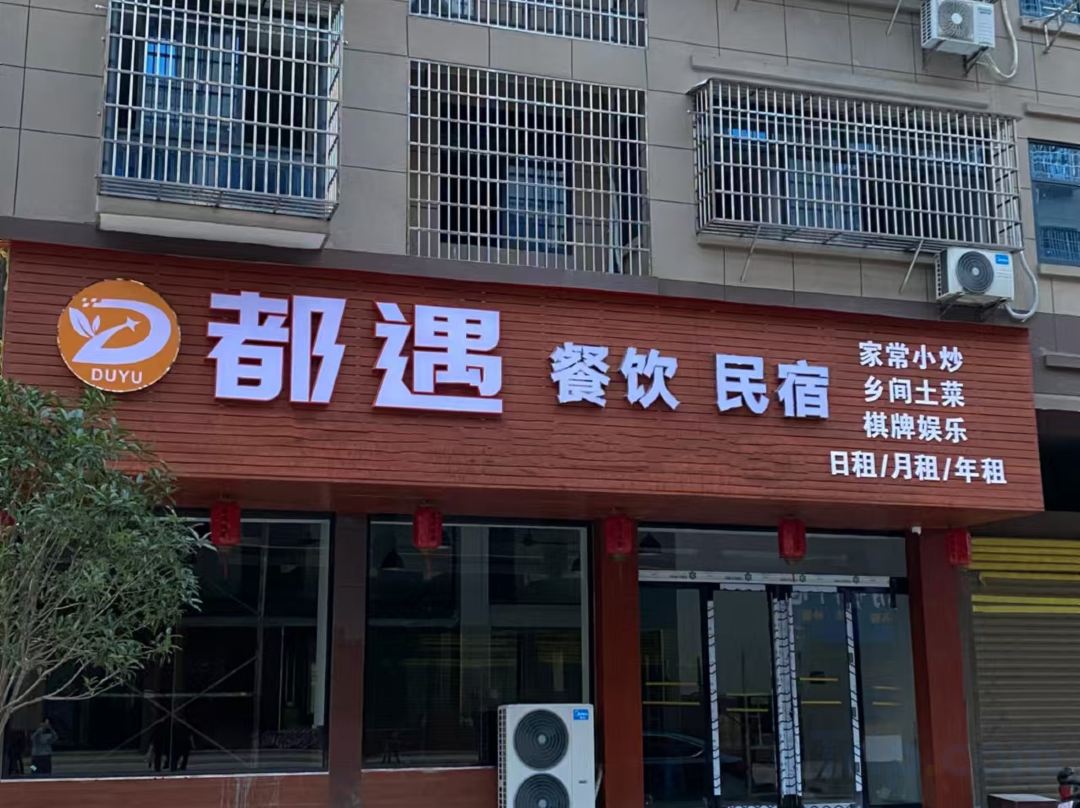 DUYU
都遇 餐饮 民宿
家常小炒
乡间土菜
棋牌娱乐
日租/月租/年租
Midea